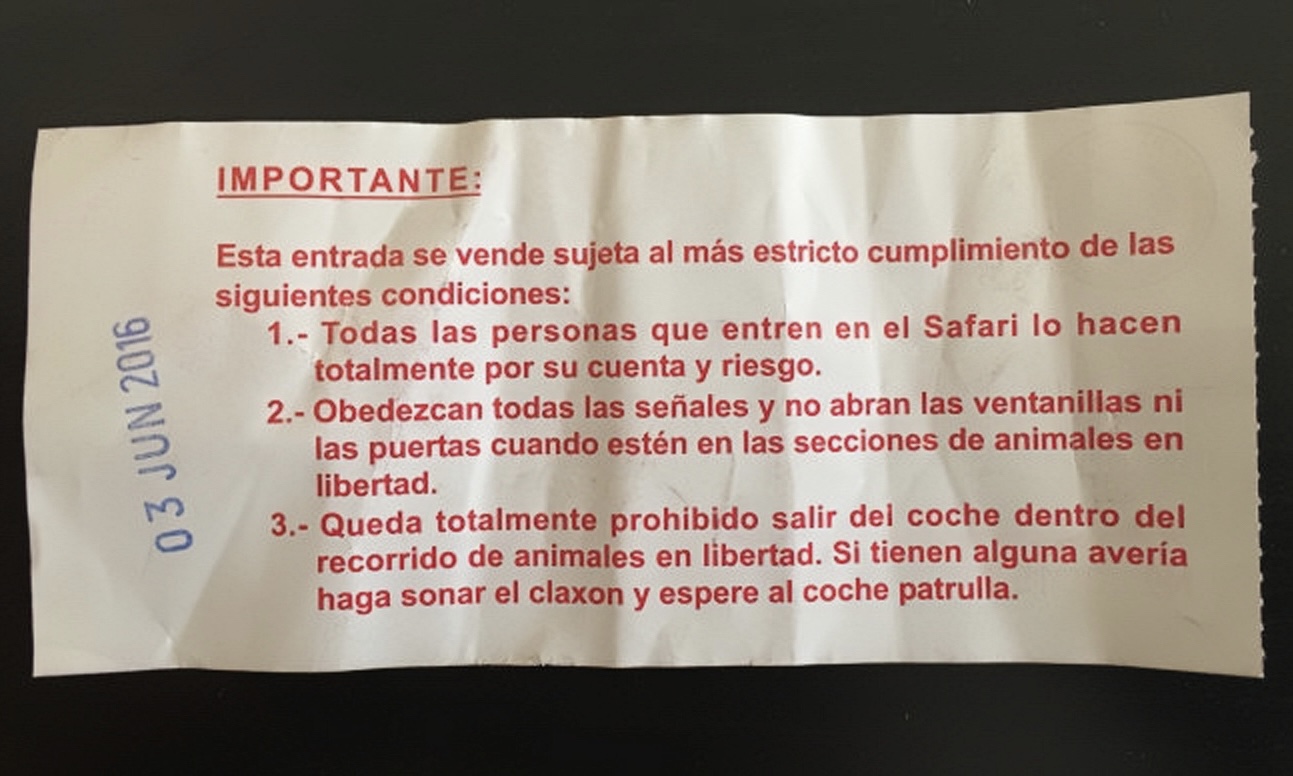 IMPORTANTE:
Esta entrada se vende sujeta al más estricto cumplimiento de las
siguientes condiciones:
1.- Todas las personas que entren en el Safari lo hacen
totalmente por su cuenta y riesgo.
2.- Obedezcan todas las señales y no abran las ventanillas ni
las puertas cuando estén en las secciones de animales en
libertad.
3.- Queda totalmente prohibido salir del coche dentro del
recorrido de animales en libertad. Si tienen alguna avería
haga sonar el claxon y espere al coche patrulla.
03 JUN 2016